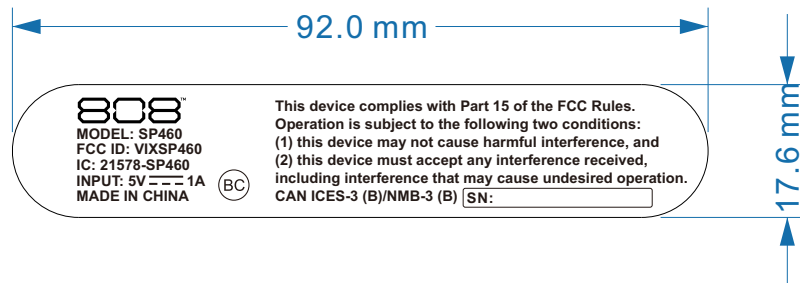 92.0 mm
808™
MODEL: SP460
FCC ID: VIXSP460
IC: 21578-SP460
INPUT: 5V ⎓ 1A
MADE IN CHINA
BC
This device complies with Part 15 of the FCC Rules.
Operation is subject to the following two conditions:
(1) this device may not cause harmful interference, and
(2) this device must accept any interference received,
including interference that may cause undesired operation.
CAN ICES-3 (B)/NMB-3 (B) SN:
17.6 mm